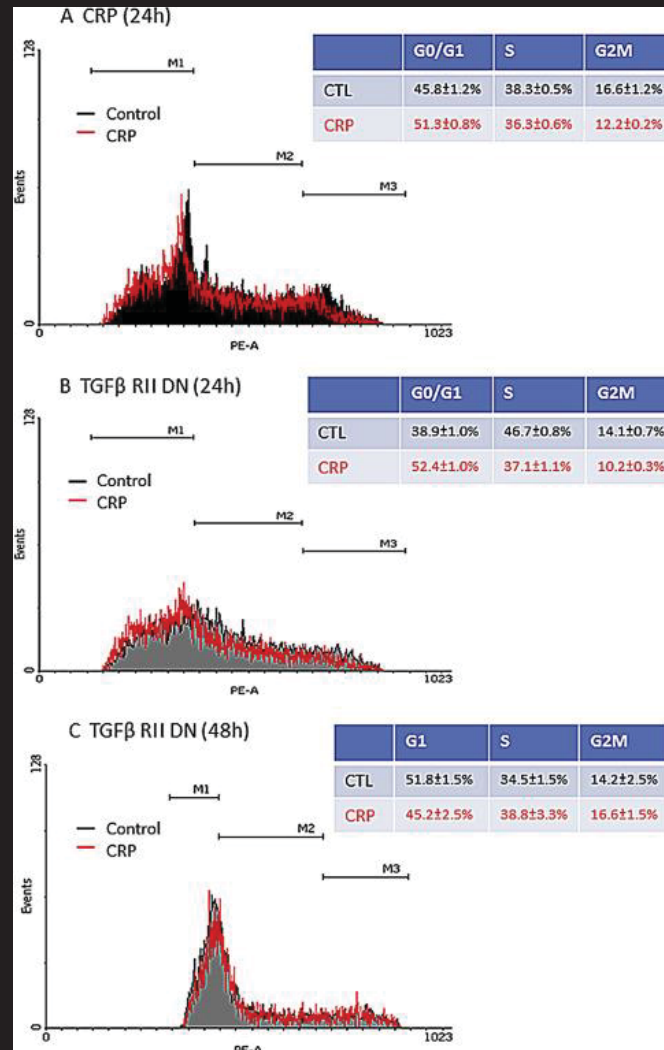 A CRP (24h)
128
M1
Control
CRP
M2
M3
Events
0
0
1023
PE-A
G0/G1 S G2M
CTL 45.8±1.2% 38.3±0.5% 16.6±1.2%
CRP 51.3±0.8% 36.3±0.6% 12.2±0.2%
B TGFβ RII DN (24h)
128
M1
Control
CRP
M2
M3
Events
0
0
1023
PE-A
G0/G1 S G2M
CTL 38.9±1.0% 46.7±0.8% 14.1±0.7%
CRP 52.4±1.0% 37.1±1.1% 10.2±0.3%
C TGFβ RII DN (48h)
128
M1
Control
CRP
M2
M3
Events
0
0
1023
PE-A
G1 S G2M
CTL 51.8±1.5% 34.5±1.5% 14.2±2.5%
CRP 45.2±2.5% 38.8±3.3% 16.6±1.5%